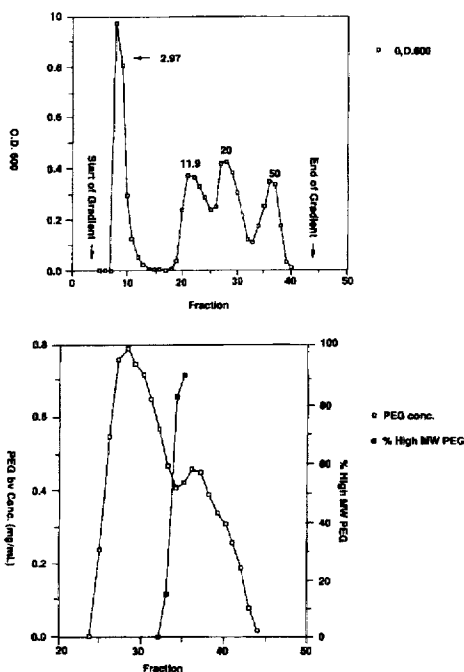 10
0.8
0.6
0.4
0.2
0.0
O.D. 600
2.97
11.9
20
50
Start of Gradient
End of Gradient
0,D.600
0 10 20 30 40 50
Fraction
0.8
0.6
0.4
0.2
0.0
PEG bv Conc. (mg/mL)
100
80
60
40
20
0
% High MW PEG
PEG conc.
% High MW PEG
20 30 40 50
Fraction